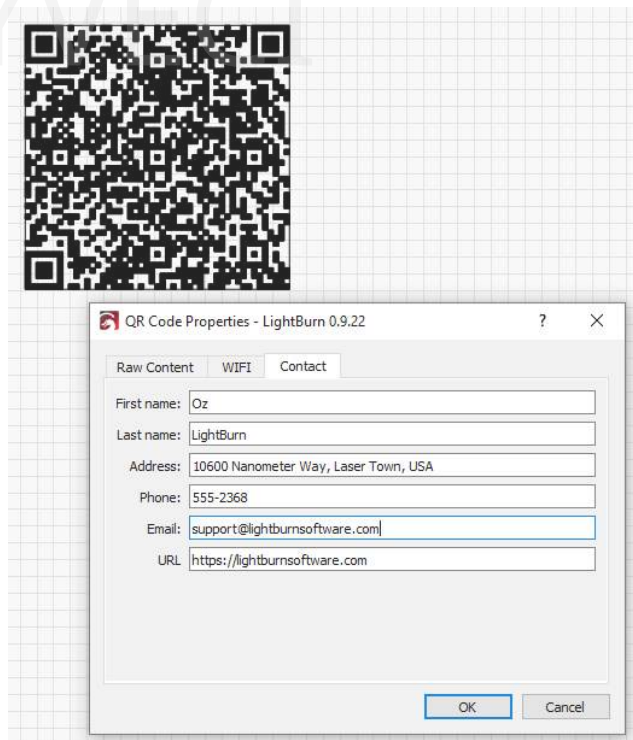 QR Code Properties - LightBurn 0.9.22 ?
Raw Content WIFI Contact
First name: Oz
Last name: LightBurn
Address: 10600 Nanometer Way, Laser Town, USA
Phone: 555-2368
Email: support@lightburnsoftware.com
URL https://lightburnsoftware.com
OK Cancel